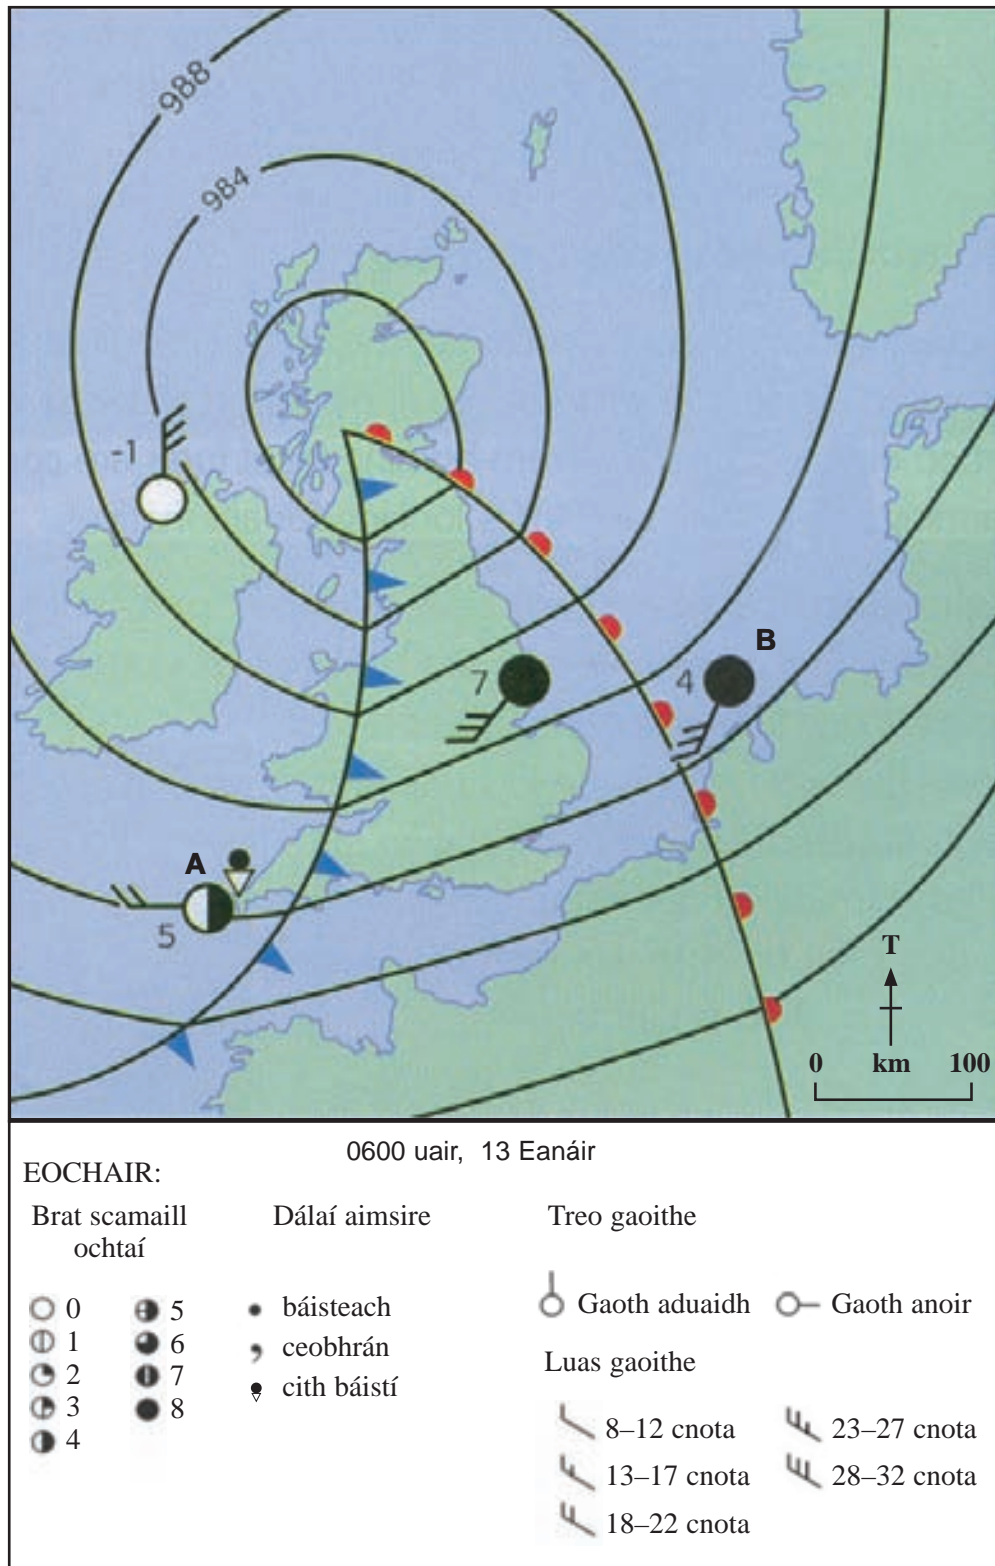 988
984
-1
7
4
B
A
5
T
0 km 100
0600 uair, 13 Eanáir
EOCHAIR:
Brat scamaill
ochtaí
0
1
2
3
4
5
6
7
8
Dálaí aimsire
báisteach
ceobhrán
cith báistí
Treo gaoithe
Gaoth aduaidh
Gaoth anoir
Luas gaoithe
8–12 cnota
13–17 cnota
18–22 cnota
23–27 cnota
28–32 cnota